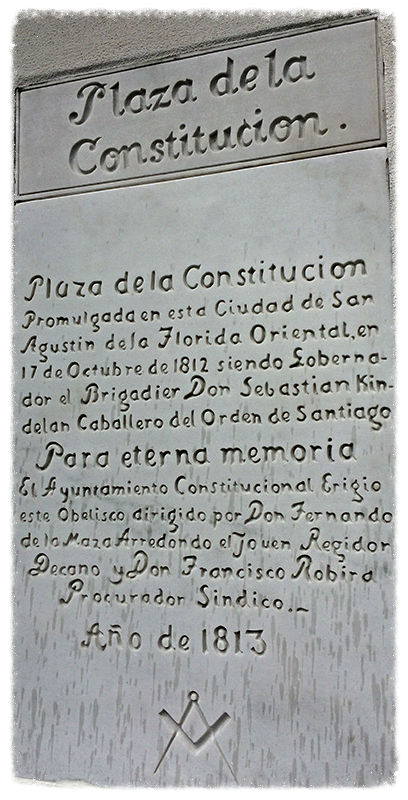 Plaza de la
Constitucion.
Plaza de la Constitucion
Promulgada en esta Ciudad de San
Agustin de la Florida Oriental, en
17 de Octubre de 1812 siendo Goberna-
dor el Brigadier Don Sebastian Kin-
delan Caballero del Orden de Santiago
Para eterna memoria
El Ayuntamiento Constitucional Erigio
este Obelisco dirigido por Don Fernando
de la Maza Arredondo el Joven Regidor
Decano y Don Francisco Robira
Procurador Sindico._
Año de 1813